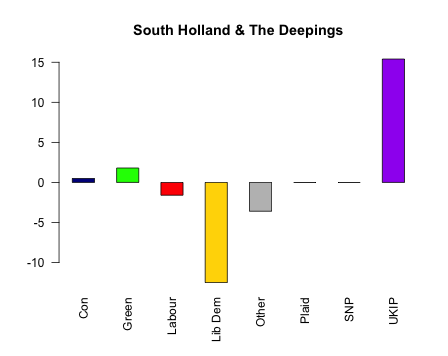 South Holland & The Deepings
15
10
5
0
-5
-10
Con
Green
Labour
Lib Dem
Other
Plaid
SNP
UKIP